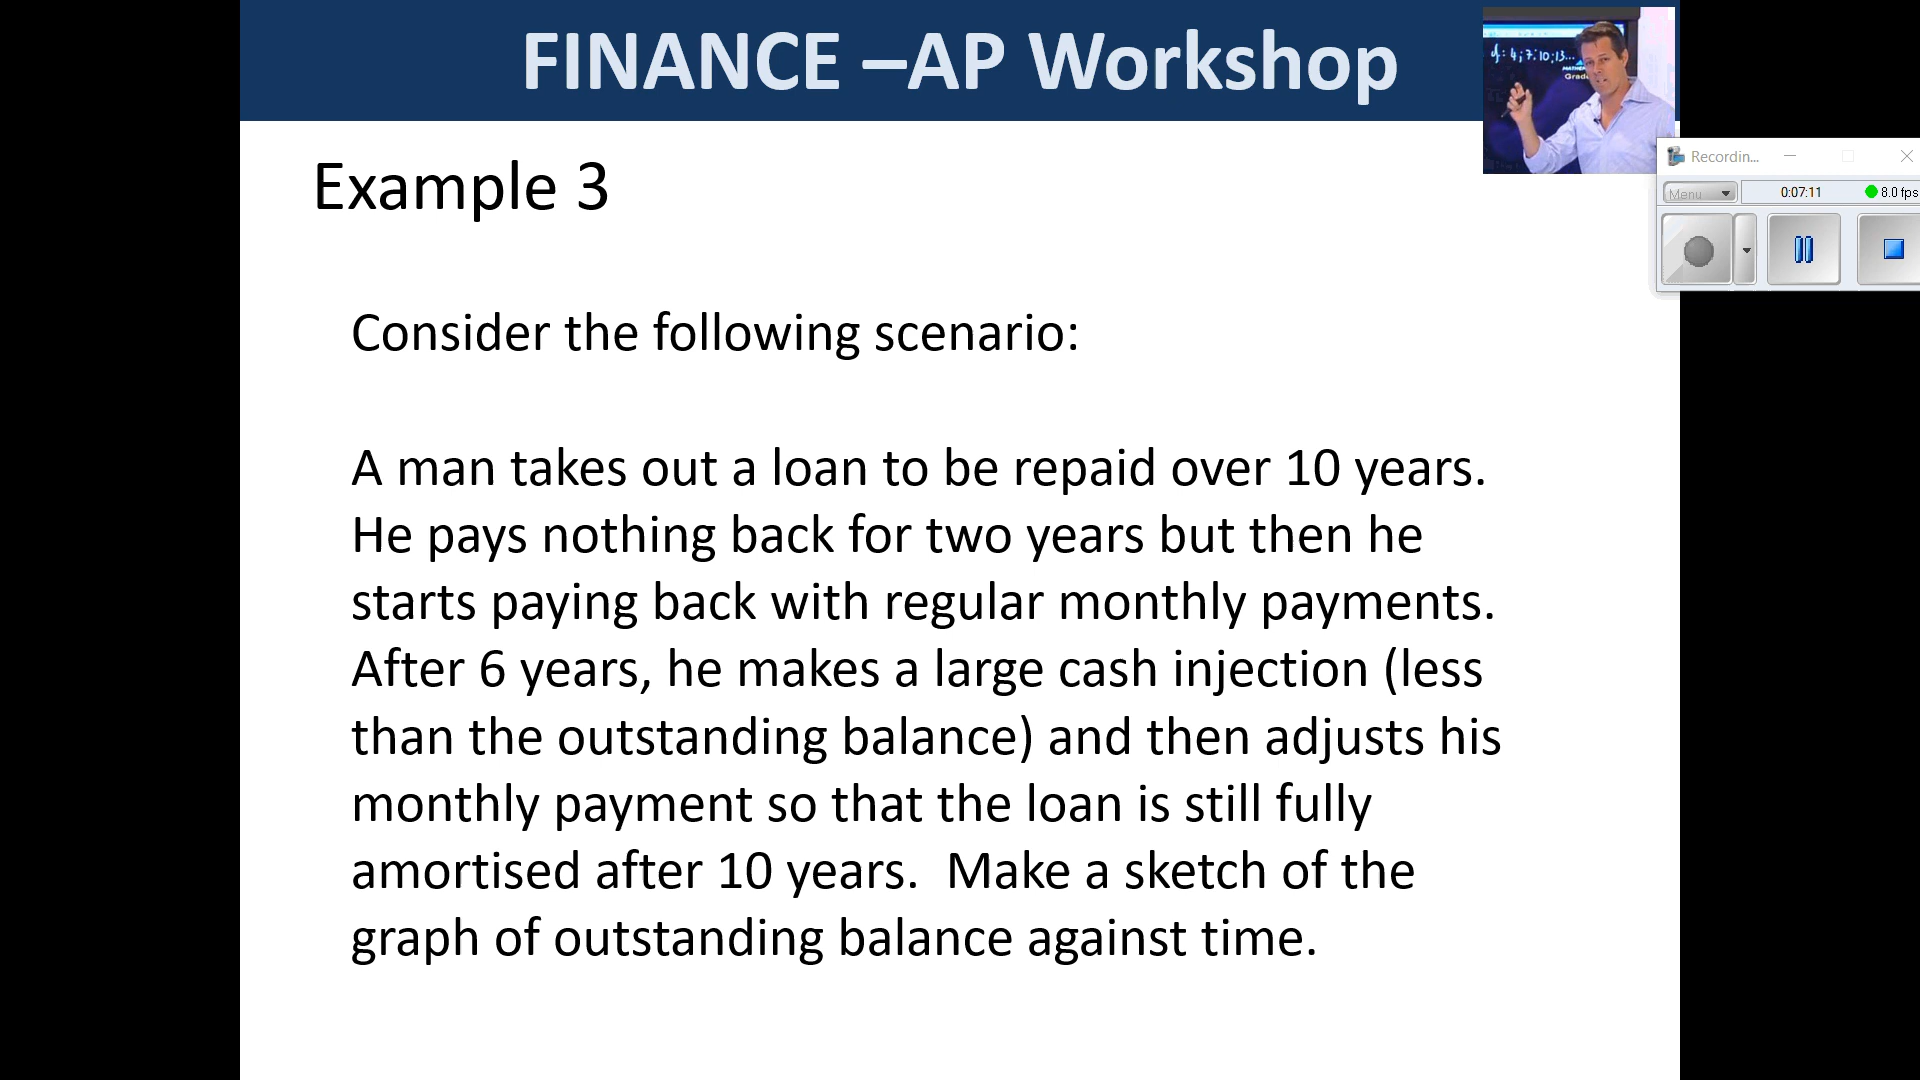 FINANCE –AP Workshop
Example 3
Recordin...
Menu
0:07:11
8.0 fps
Consider the following scenario:
A man takes out a loan to be repaid over 10 years.
He pays nothing back for two years but then he
starts paying back with regular monthly payments.
After 6 years, he makes a large cash injection (less
than the outstanding balance) and then adjusts his
monthly payment so that the loan is still fully
amortised after 10 years.  Make a sketch of the
graph of outstanding balance against time.